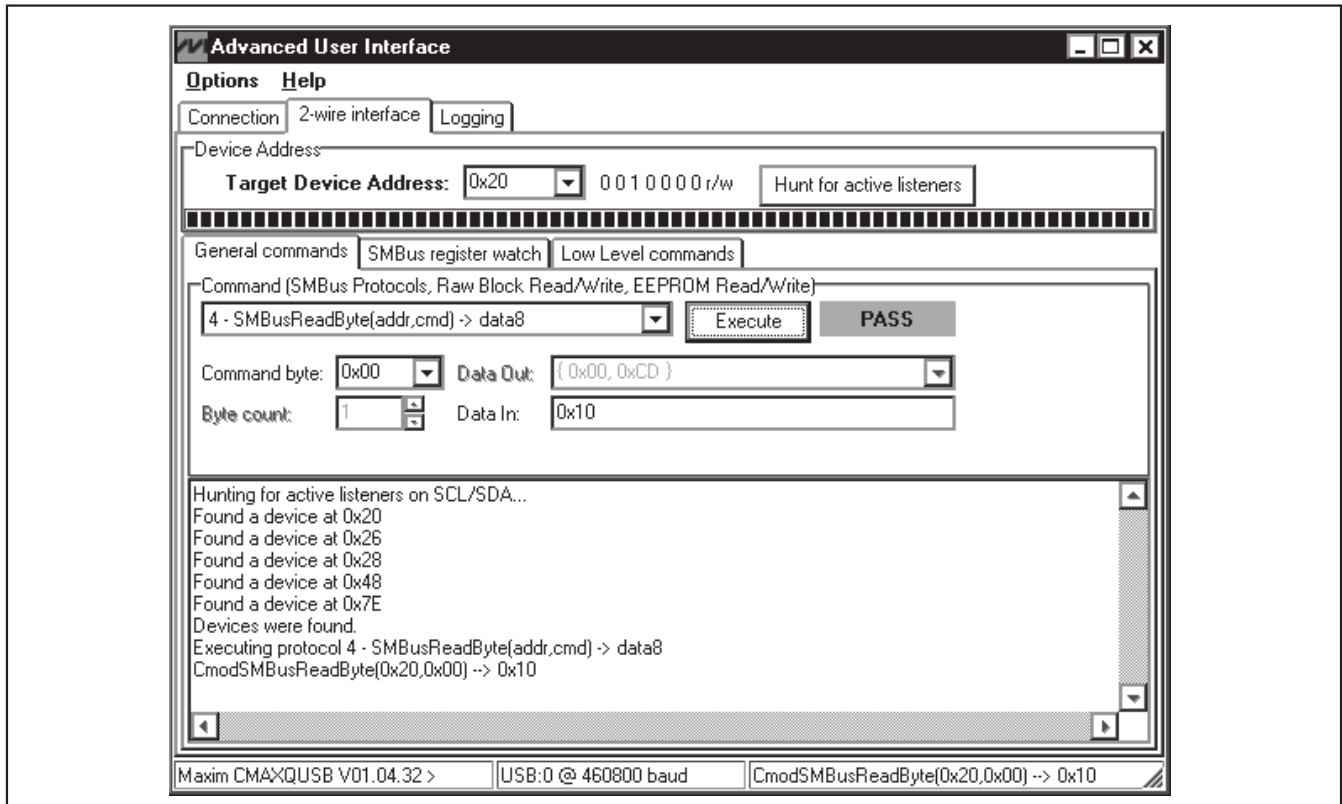 Advanced User Interface
Options Help
Connection 2-wire interface Logging
Device Address
Target Device Address: 0x20 0 0 1 0 0 0 0 r/w Hunt for active listeners
General commands SMBus register watch Low Level commands
Command (SMBus Protocols, Raw Block Read/Write, EEPROM Read/Write)
4 - SMBusReadByte(addr,cmd) -> data8 Execute PASS
Command byte: 0x00 Data Out: { 0x00, 0xCD }
Byte count: 1 Data In: 0x10
Hunting for active listeners on SCL/SDA...
Found a device at 0x20
Found a device at 0x26
Found a device at 0x28
Found a device at 0x48
Found a device at 0x7E
Devices were found.
Executing protocol 4 - SMBusReadByte(addr,cmd) -> data8
CmodSMBusReadByte(0x20,0x00) --> 0x10
Maxim CMAXQUSB V01.04.32 > USB:0 @ 460800 baud CmodSMBusReadByte(0x20,0x00) --> 0x10